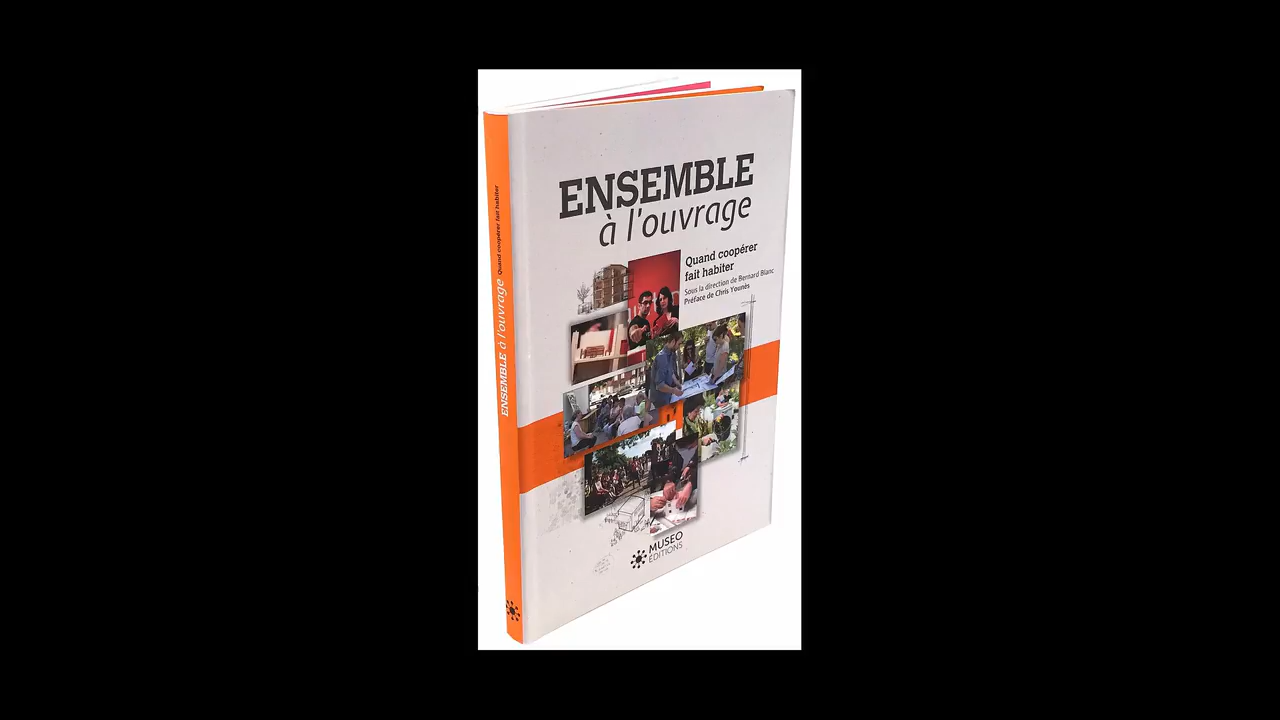 ENSEMBLE
à l'ouvrage
Quand coopérer
fait habiter
Sous la direction de Bernard Blanc
Préface de Chris Younès
MUSEO
ÉDITIONS
ENSEMBLE à l'ouvrage Quand coopérer fait habiter